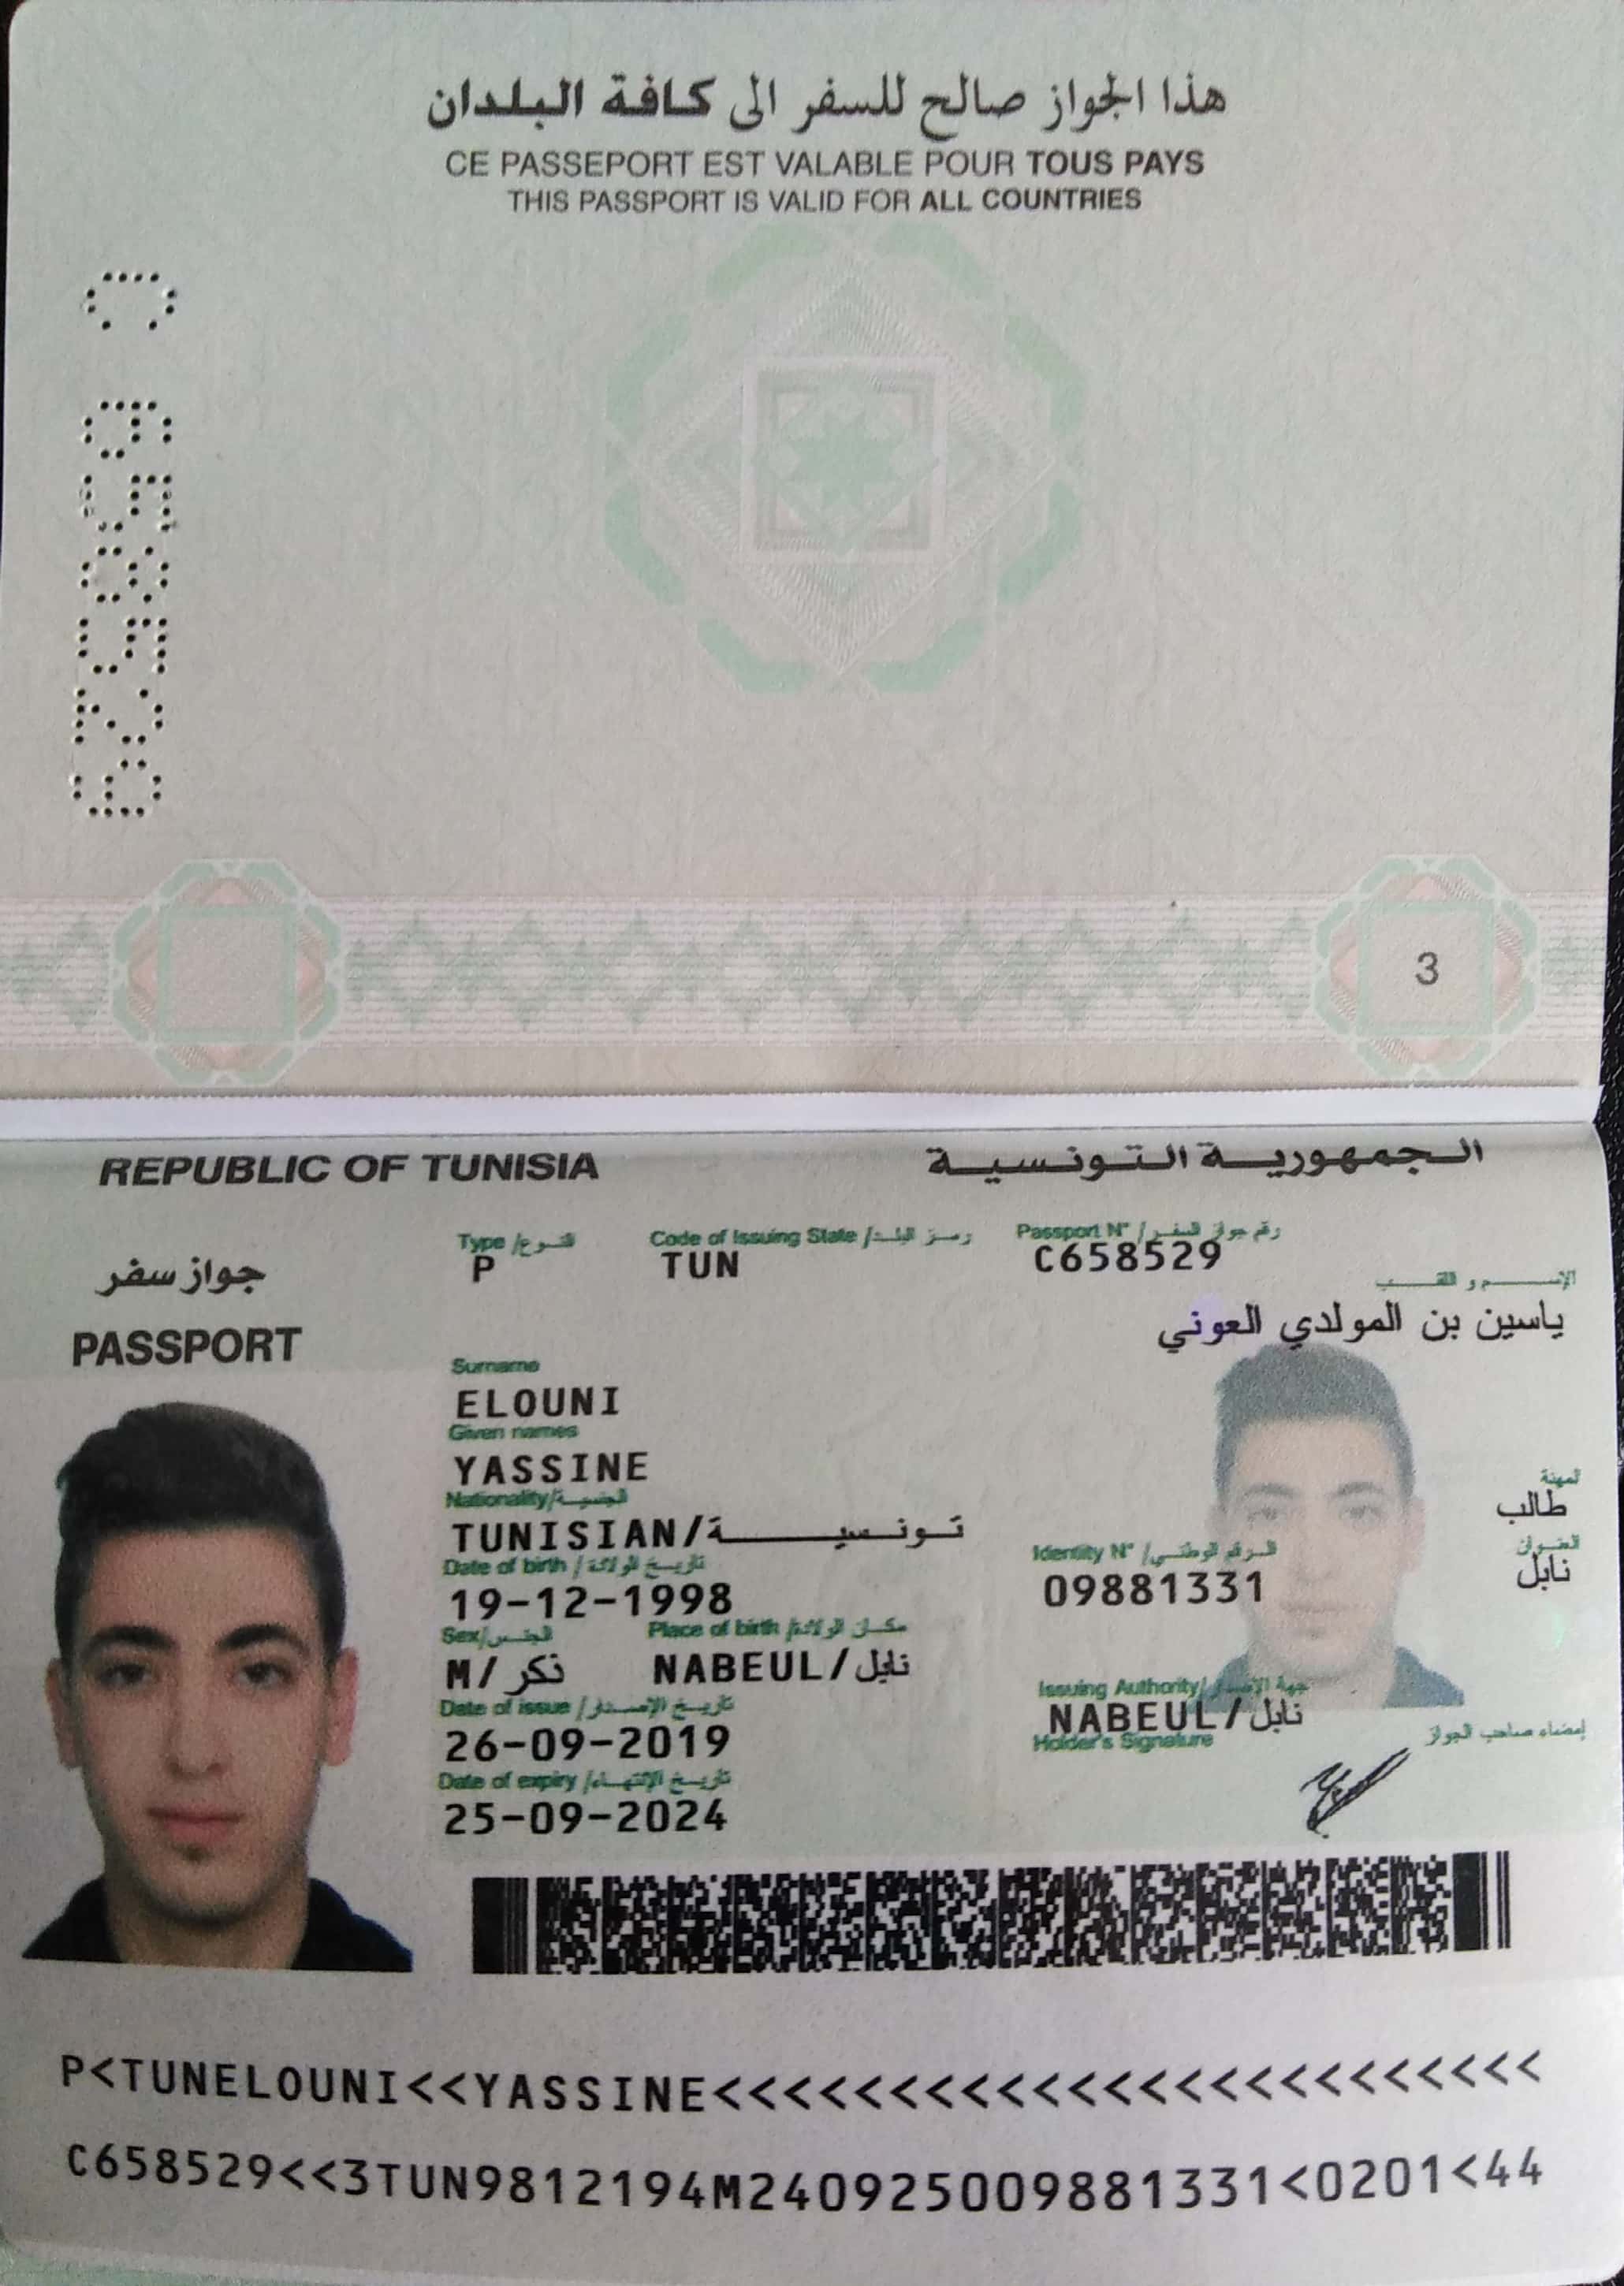 هذا الجواز صالح للسفر الى كافة البلدان
CE PASSEPORT EST VALABLE POUR TOUS PAYS
THIS PASSPORT IS VALID FOR ALL COUNTRIES
C 658529
3
REPUBLIC OF TUNISIA
الجمهورية التونسية
جواز سفر
PASSPORT
Type / النوع
P
Code of Issuing State / رمز البلد
TUN
Passport N° / رقم جواز السفر
C658529
الإسم و اللقب
ياسين بن المولدي العوني
Surname
ELOUNI
Given names
YASSINE
Nationality/الجنسية
TUNISIAN/تونسية
Date of birth / تاريخ الولادة
19-12-1998
Sex/الجنس
M/ذكر
Place of birth / مكان الولادة
NABEUL/نابل
Date of issue / تاريخ الإصدار
26-09-2019
Date of expiry / تاريخ الإنتهاء
25-09-2024
المهنة
طالب
العنوان
نابل
Identity N° / الرقم الوطني
09881331
Issuing Authority/جهة الإصدار
NABEUL/نابل
Holder's Signature
إمضاء صاحب الجواز
P<TUNELOUNI<<YASSINE<<<<<<<<<<<<<<<<<<<<<<<<
C658529<<3TUN9812194M240925009881331<0201<44